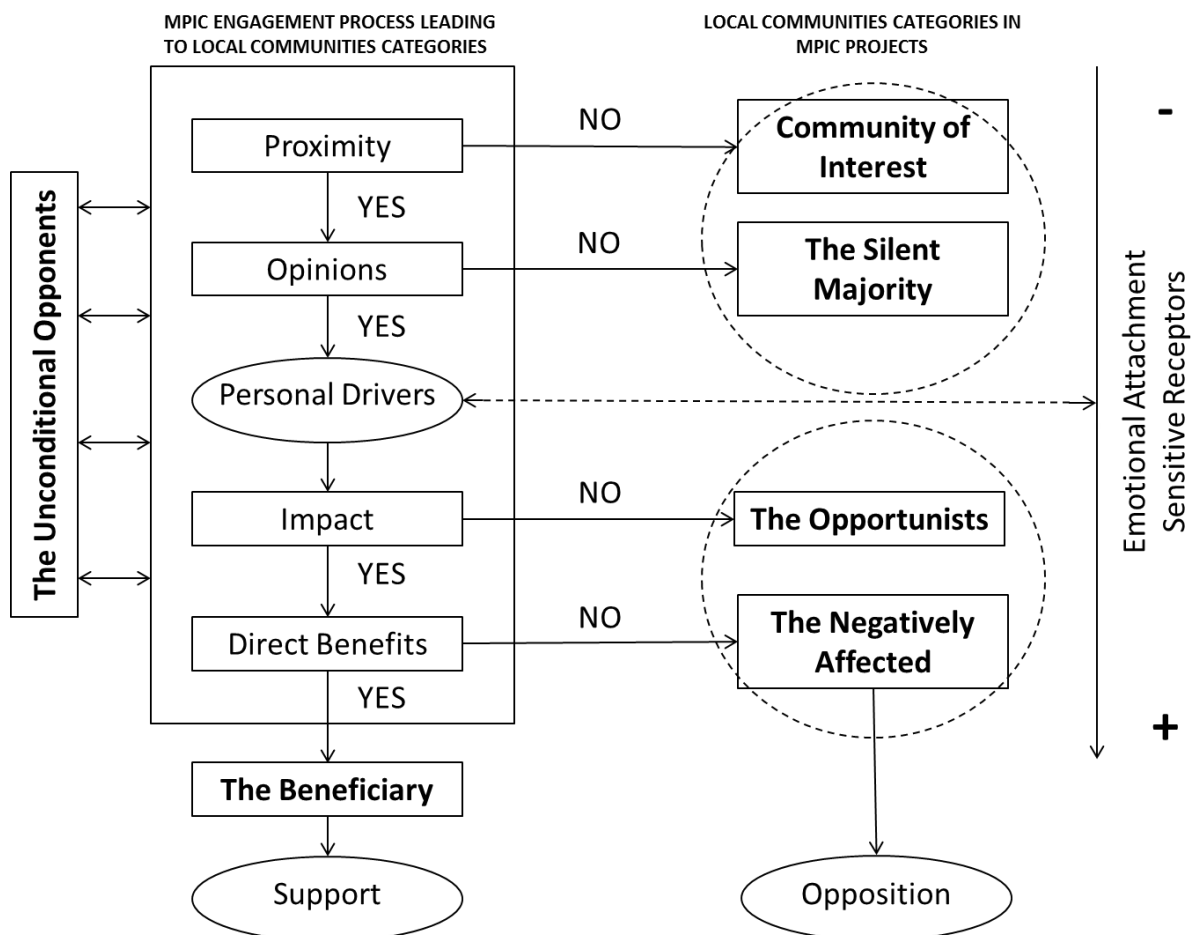 MPIC ENGAGEMENT PROCESS LEADING
TO LOCAL COMMUNITIES CATEGORIES
LOCAL COMMUNITIES CATEGORIES IN
MPIC PROJECTS
The Unconditional Opponents
Proximity
NO
Community of
Interest
YES
Opinions
NO
The Silent
Majority
YES
Personal Drivers
Impact
NO
The Opportunists
YES
Direct Benefits
NO
The Negatively
Affected
YES
The Beneficiary
Support
Opposition
-
Emotional Attachment
Sensitive Receptors
+